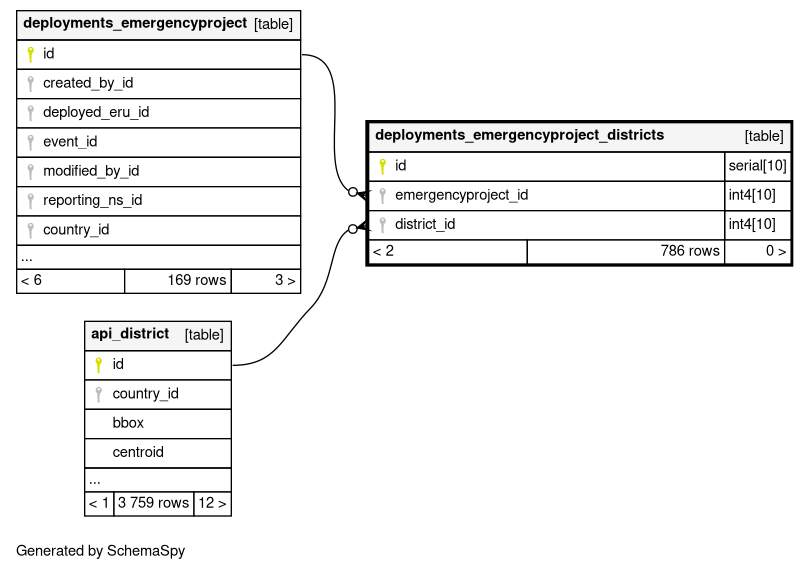 deployments_emergencyproject [table]
id
created_by_id
deployed_eru_id
event_id
modified_by_id
reporting_ns_id
country_id
...
< 6 169 rows 3 >
deployments_emergencyproject_districts [table]
id serial[10]
emergencyproject_id int4[10]
district_id int4[10]
< 2 786 rows 0 >
api_district [table]
id
country_id
bbox
centroid
...
< 1 3 759 rows 12 >
Generated by SchemaSpy